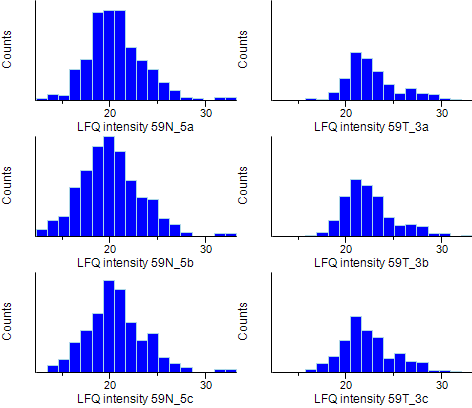 Counts
20
30
LFQ intensity 59N_5a
Counts
20
30
LFQ intensity 59T_3a
Counts
20
30
LFQ intensity 59N_5b
Counts
20
30
LFQ intensity 59T_3b
Counts
20
30
LFQ intensity 59N_5c
Counts
20
30
LFQ intensity 59T_3c